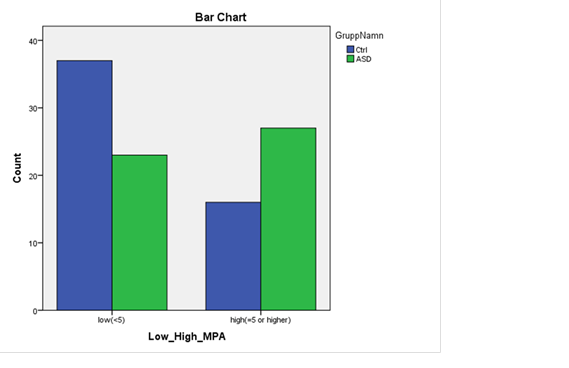 Bar Chart
GruppNamn
Ctrl
ASD
40
30
20
10
0
Count
low(<5)
high(=5 or higher)
Low_High_MPA